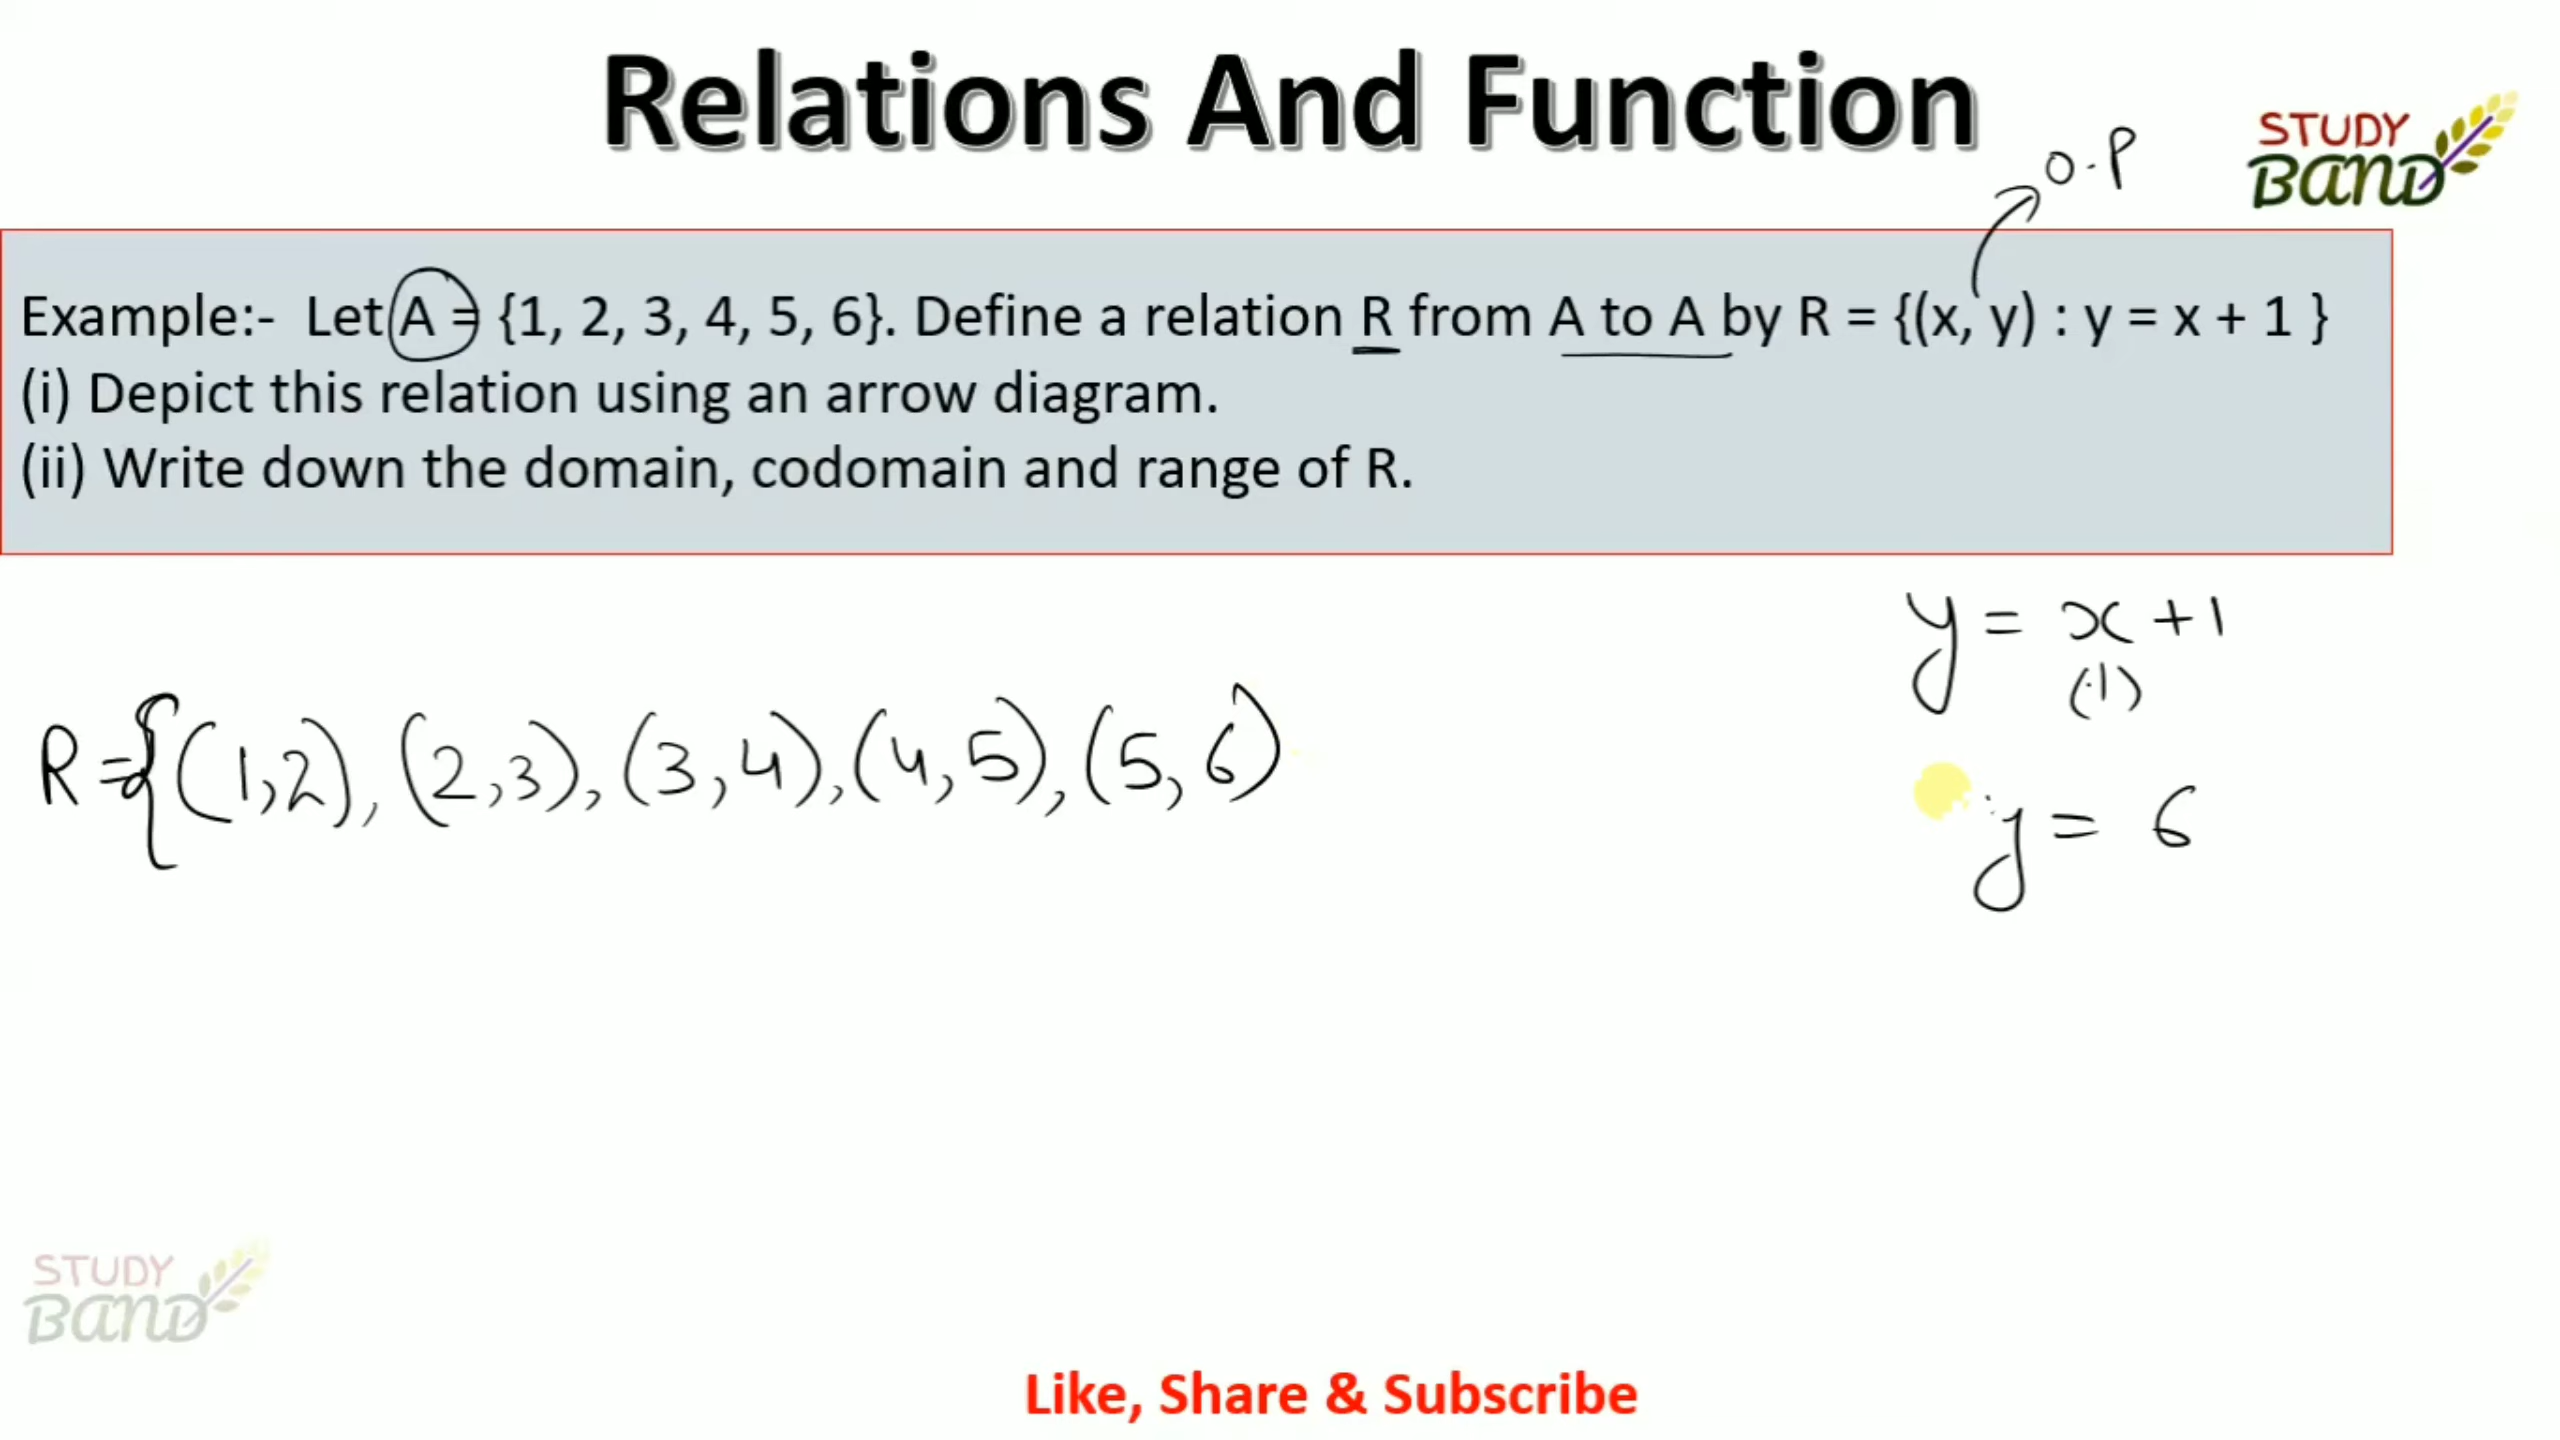 Relations And Function
STUDY
BAND
O.P
Example:- Let A = {1, 2, 3, 4, 5, 6}. Define a relation R from A to A by R = {(x, y) : y = x + 1 }
(i) Depict this relation using an arrow diagram.
(ii) Write down the domain, codomain and range of R.
y = x + 1
(1)
R = {(1,2), (2,3), (3,4), (4,5), (5,6)
y = 6
STUDY
BAND
Like, Share & Subscribe